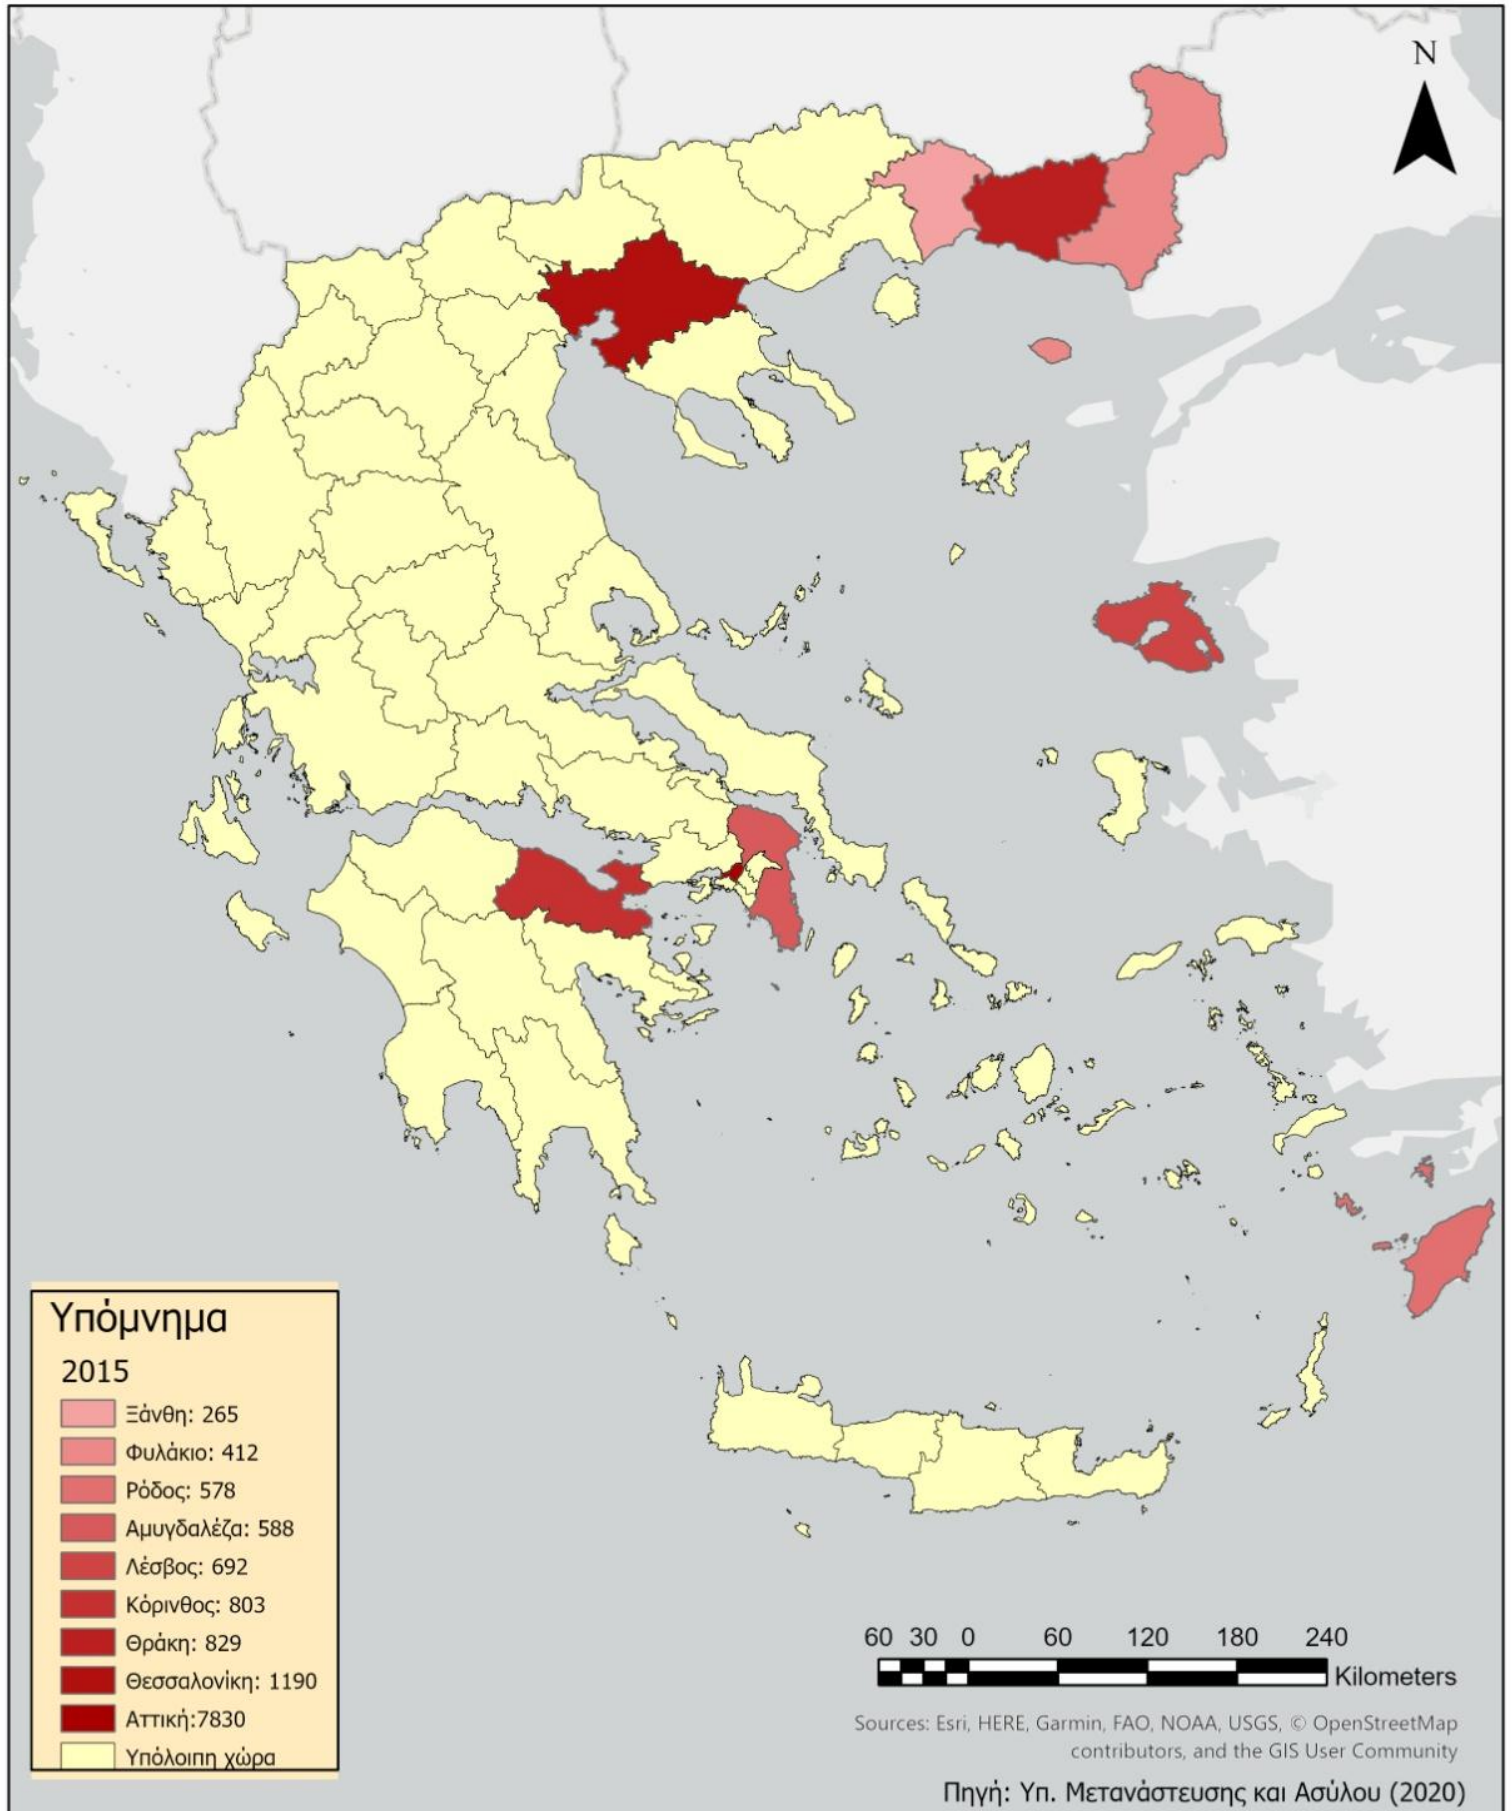 N
Υπόμνημα
2015
Ξάνθη: 265
Φυλάκιο: 412
Ρόδος: 578
Αμυγδαλέζα: 588
Λέσβος: 692
Κόρινθος: 803
Θράκη: 829
Θεσσαλονίκη: 1190
Αττική:7830
Υπόλοιπη χώρα
60 30 0 60 120 180 240
Kilometers
Sources: Esri, HERE, Garmin, FAO, NOAA, USGS, © OpenStreetMap
contributors, and the GIS User Community
Πηγή: Υπ. Μετανάστευσης και Ασύλου (2020)